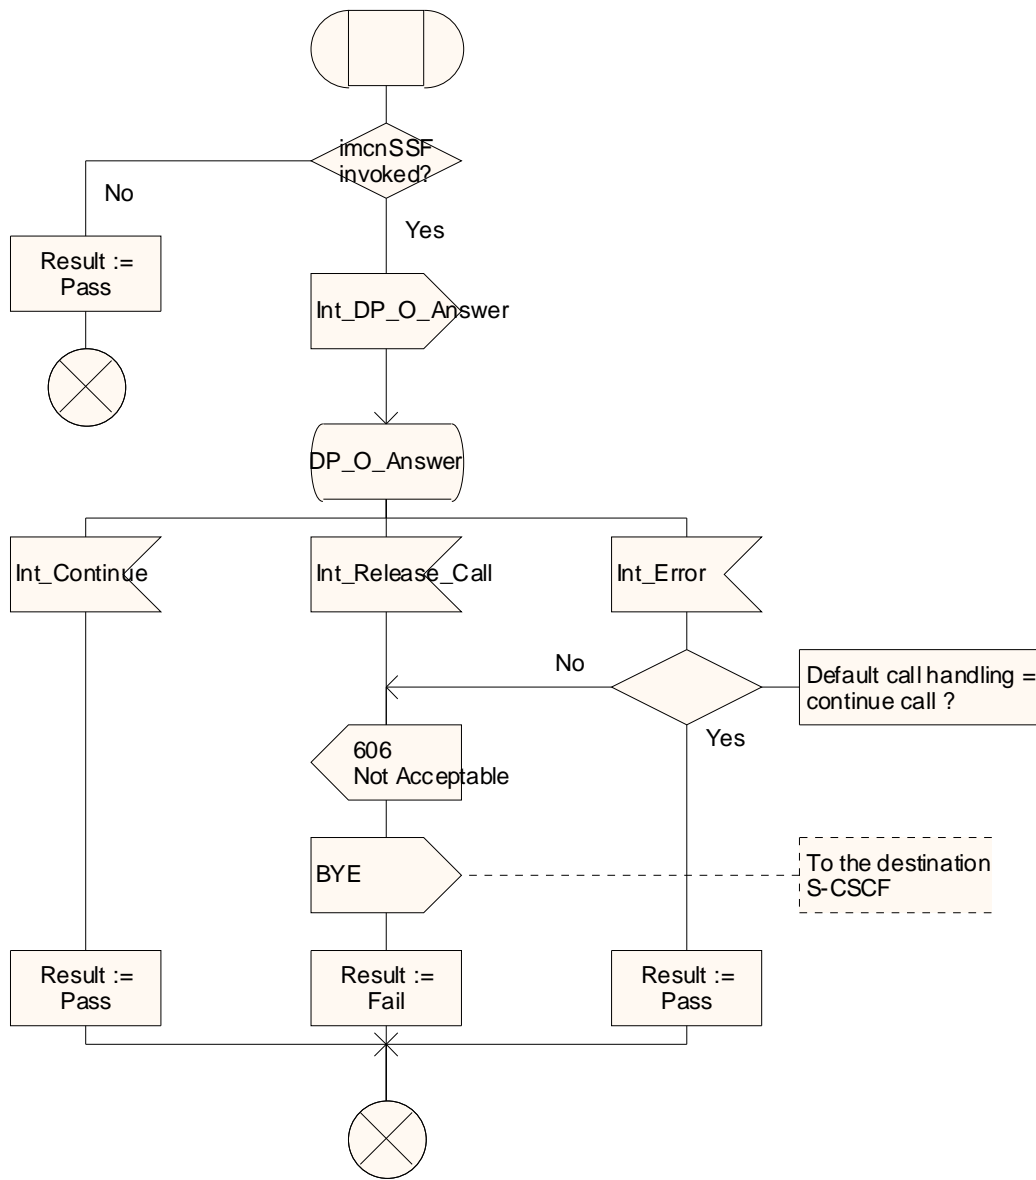 imcnSSF
invoked?
No
Yes
Result :=
Pass
Int_DP_O_Answer
DP_O_Answer
Int_Continue
Int_Release_Call
Int_Error
No
Default call handling =
continue call ?
Yes
606
Not Acceptable
BYE
To the destination
S-CSCF
Result :=
Pass
Result :=
Fail
Result :=
Pass